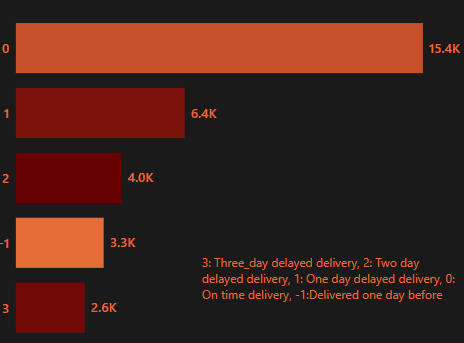 0 15.4K
1 6.4K
2 4.0K
-1 3.3K
3: Three_day delayed delivery, 2: Two day
delayed delivery, 1: One day delayed delivery, 0:
On time delivery, -1:Delivered one day before
3 2.6K